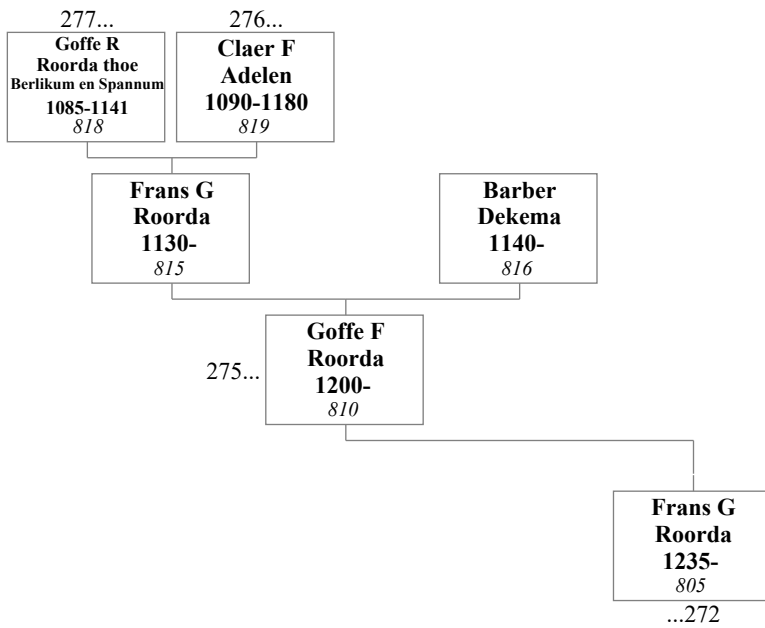 277...
Goffe R
Roorda thoe
Berlikum en Spannum
1085-1141
818
276...
Claer F
Adelen
1090-1180
819
Frans G
Roorda
1130-
815
Barber
Dekema
1140-
816
275...
Goffe F
Roorda
1200-
810
Frans G
Roorda
1235-
805
...272